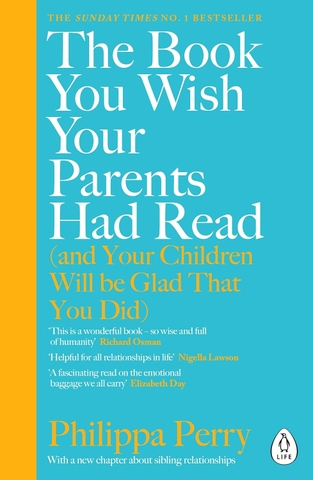 THE SUNDAY TIMES NO. 1 BESTSELLER
The Book
You Wish
Your
Parents
Had Read
(and Your Children
Will be Glad That
You Did)
‘This is a wonderful book – so wise and full
of humanity’ Richard Osman
‘Helpful for all relationships in life’ Nigella Lawson
‘A fascinating read on the emotional
baggage we all carry’ Elizabeth Day
Philippa Perry
With a new chapter about sibling relationships
LIFE